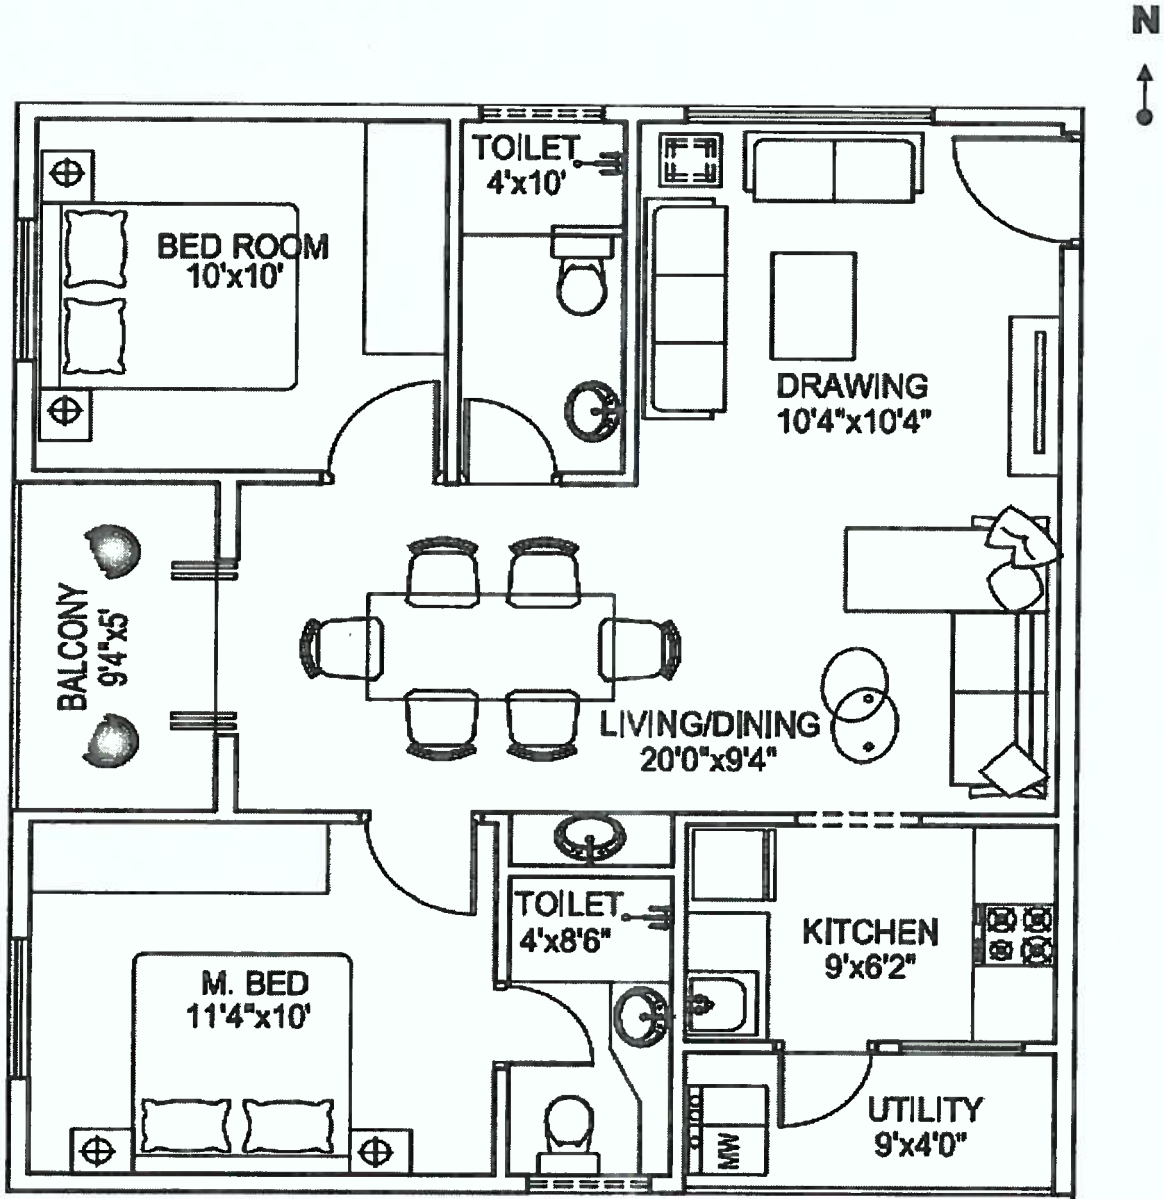 N
TOILET
4'x10'
BED ROOM
10'x10'
DRAWING
10'4"x10'4"
BALCONY
9'4"x5'
LIVING/DINING
20'0"x9'4"
TOILET
4'x8'6"
KITCHEN
9'x6'2"
M. BED
11'4"x10'
UTILITY
9'x4'0"
MW